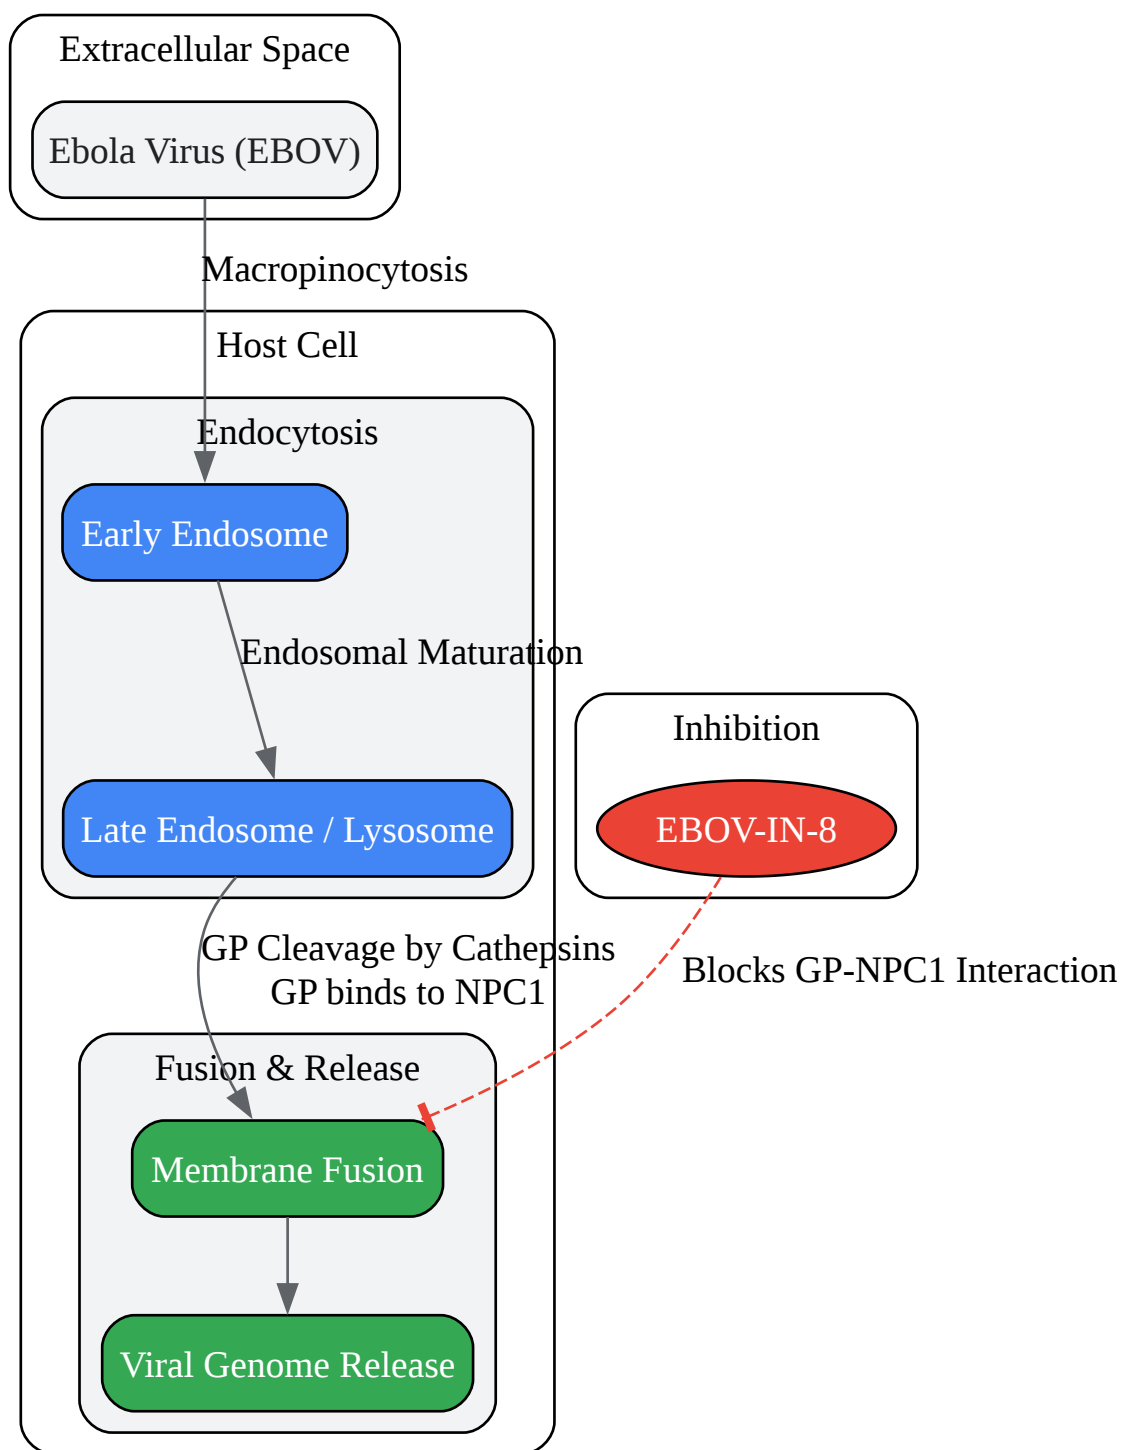 Extracellular Space
Ebola Virus (EBOV)
Macropinocytosis
Host Cell
Endocytosis
Early Endosome
Endosomal Maturation
Inhibition
Late Endosome / Lysosome
EBOV-IN-8
GP Cleavage by Cathepsins
GP binds to NPC1
Blocks GP-NPC1 Interaction
Fusion & Release
Membrane Fusion
Viral Genome Release